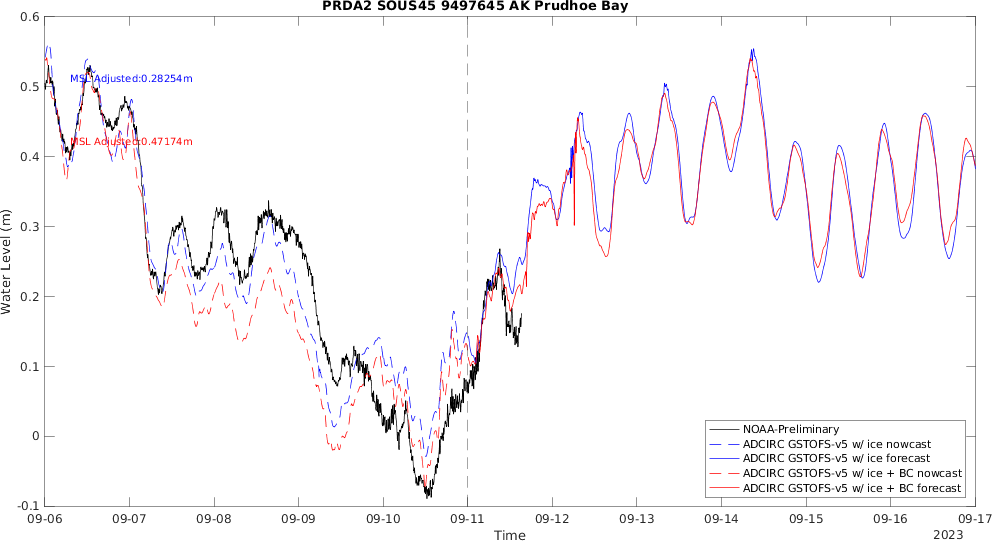 PRDA2 SOUS45 9497645 AK Prudhoe Bay
0.6
0.5
0.4
0.3
0.2
0.1
0
-0.1
Water Level (m)
MSL Adjusted:0.28254m
MSL Adjusted:0.47174m
NOAA-Preliminary
ADCIRC GSTOFS-v5 w/ ice nowcast
ADCIRC GSTOFS-v5 w/ ice forecast
ADCIRC GSTOFS-v5 w/ ice + BC nowcast
ADCIRC GSTOFS-v5 w/ ice + BC forecast
09-06 09-07 09-08 09-09 09-10 09-11 09-12 09-13 09-14 09-15 09-16 09-17
Time
2023